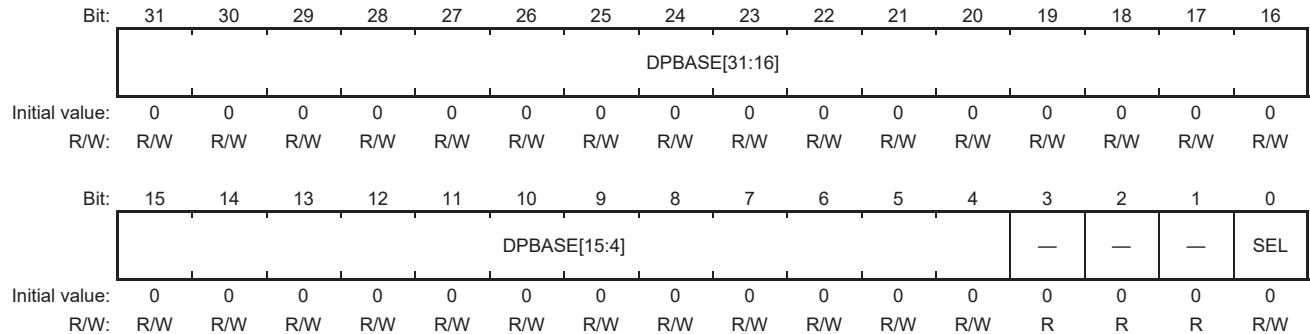 Bit: 31 30 29 28 27 26 25 24 23 22 21 20 19 18 17 16
DPBASE[31:16]
Initial value: 0 0 0 0 0 0 0 0 0 0 0 0 0 0 0 0
R/W: R/W R/W R/W R/W R/W R/W R/W R/W R/W R/W R/W R/W R/W R/W R/W R/W
Bit: 15 14 13 12 11 10 9 8 7 6 5 4 3 2 1 0
DPBASE[15:4] — — — SEL
Initial value: 0 0 0 0 0 0 0 0 0 0 0 0 0 0 0 0
R/W: R/W R/W R/W R/W R/W R/W R/W R/W R/W R/W R/W R/W R R R R/W